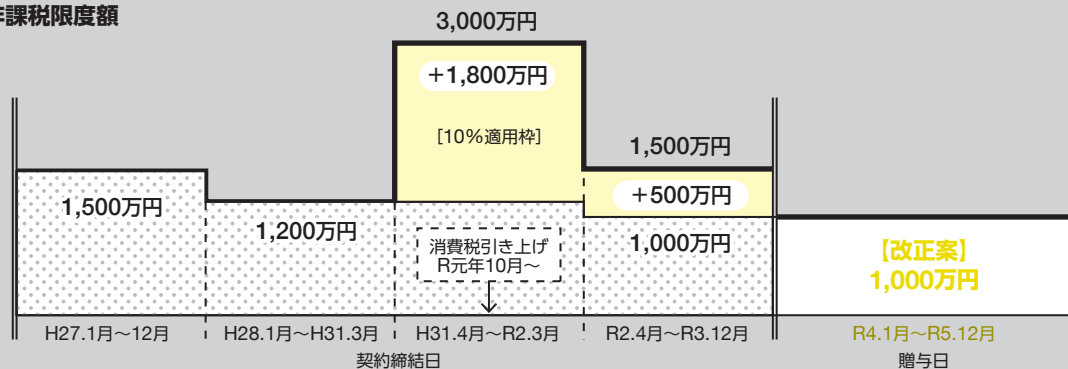 課税限度額
3,000万円
+1,800万円
[10%適用枠]
1,500万円
+500万円
1,500万円
1,200万円
1,000万円
消費税引き上げ
R元年10月~
【改正案】
1,000万円
H27.1月~12月
H28.1月~H31.3月
H31.4月~R2.3月
R2.4月~R3.12月
R4.1月~R5.12月
契約締結日
贈与日